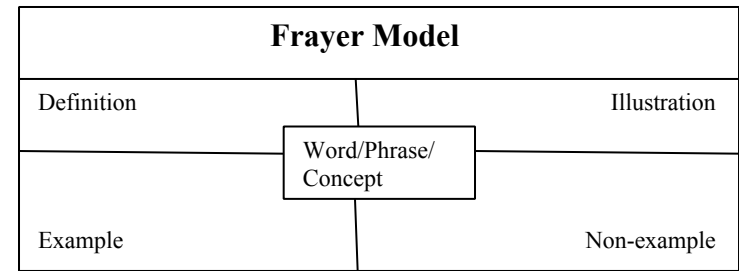 Frayer Model
Definition
Illustration
Word/Phrase/
Concept
Example
Non-example